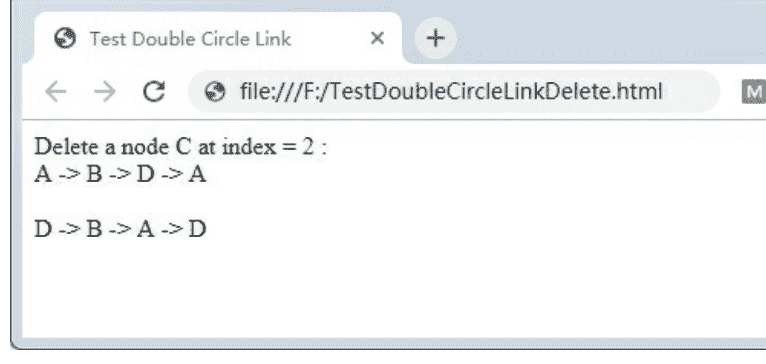 Test Double Circle Link
file:///F:/TestDoubleCircleLinkDelete.html
M
Delete a node C at index = 2 :
A -> B -> D -> A
D -> B -> A -> D